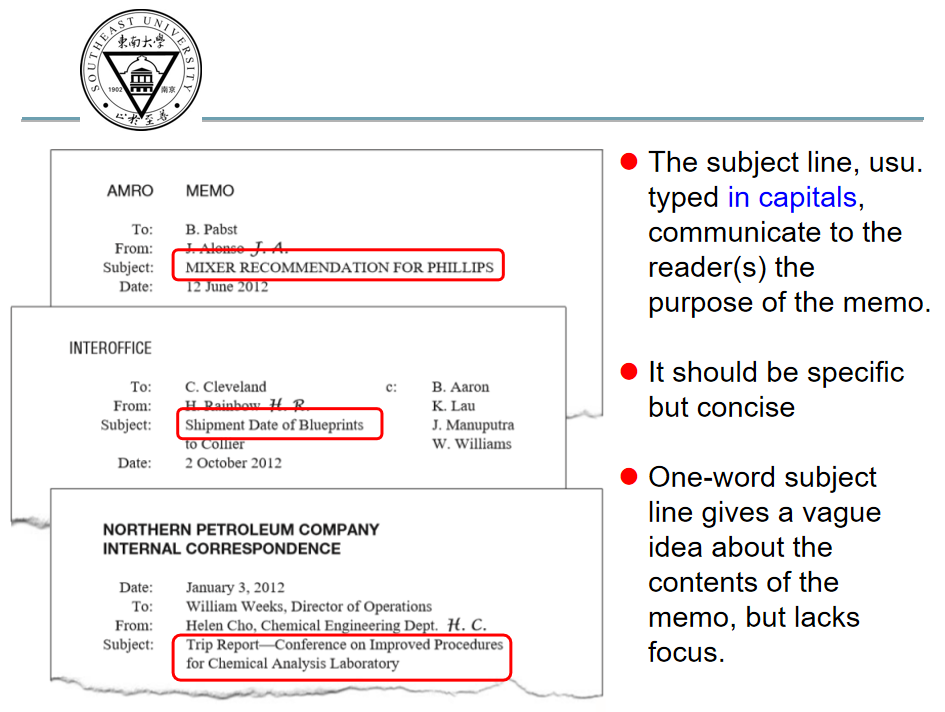 SOUTHEAST UNIVERSITY
東南大學
1902 南京
止於至善
AMRO MEMO
To: B. Pabst
From: J. Alonso J. A.
Subject: MIXER RECOMMENDATION FOR PHILLIPS
Date: 12 June 2012
INTEROFFICE
To: C. Cleveland c: B. Aaron
From: H. Rainbow H. R. K. Lau
Subject: Shipment Date of Blueprints J. Manuputra
to Collier W. Williams
Date: 2 October 2012
NORTHERN PETROLEUM COMPANY
INTERNAL CORRESPONDENCE
Date: January 3, 2012
To: William Weeks, Director of Operations
From: Helen Cho, Chemical Engineering Dept. H. C.
Subject: Trip Report—Conference on Improved Procedures
for Chemical Analysis Laboratory
The subject line, usu.
typed in capitals,
communicate to the
reader(s) the
purpose of the memo.
It should be specific
but concise
One-word subject
line gives a vague
idea about the
contents of the
memo, but lacks
focus.